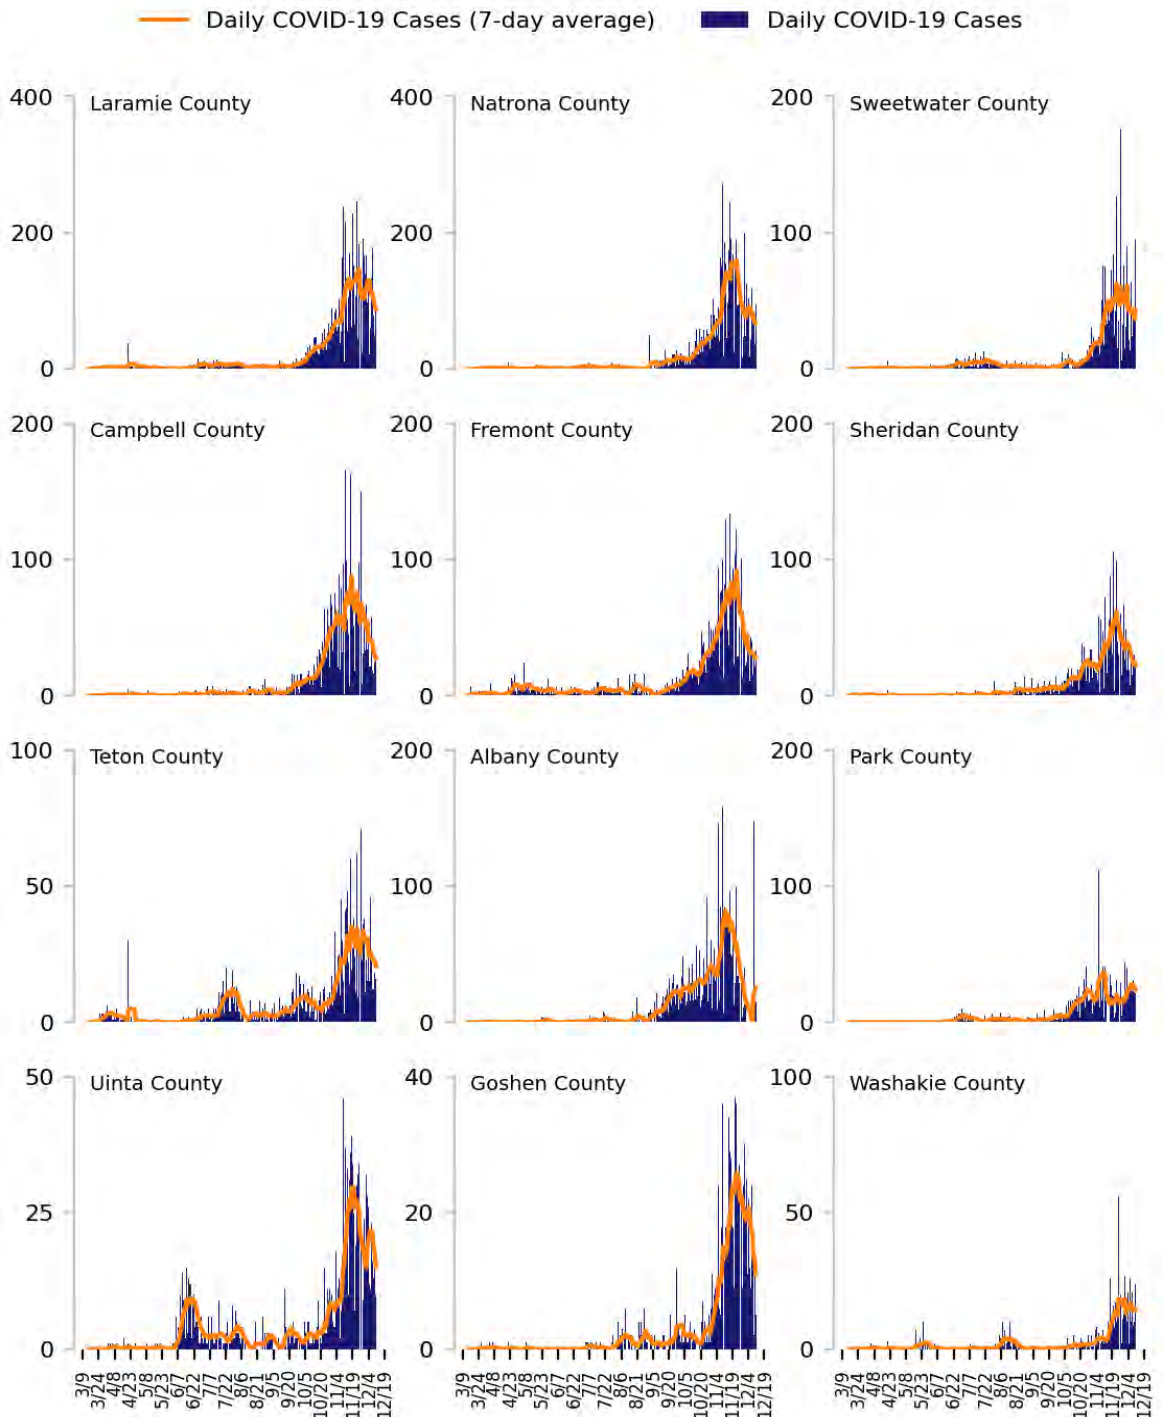 Daily COVID-19 Cases (7-day average) Daily COVID-19 Cases
400 Laramie County 400 Natrona County 200 Sweetwater County
200 200 100
0 0 0
200 Campbell County 200 Fremont County 200 Sheridan County
100 100 100
0 0 0
100 Teton County 200 Albany County 200 Park County
50 100 100
0 0 0
50 Uinta County 40 Goshen County 100 Washakie County
25 20 50
0 0 0
3/9 3/24 4/8 4/23 5/8 5/23 6/7 6/22 7/7 7/22 8/6 8/21 9/5 9/20 10/5 10/20 11/4 11/19 12/4 12/19 3/9 3/24 4/8 4/23 5/8 5/23 6/7 6/22 7/7 7/22 8/6 8/21 9/5 9/20 10/5 10/20 11/4 11/19 12/4 12/19 3/9 3/24 4/8 4/23 5/8 5/23 6/7 6/22 7/7 7/22 8/6 8/21 9/5 9/20 10/5 10/20 11/4 11/19 12/4 12/19